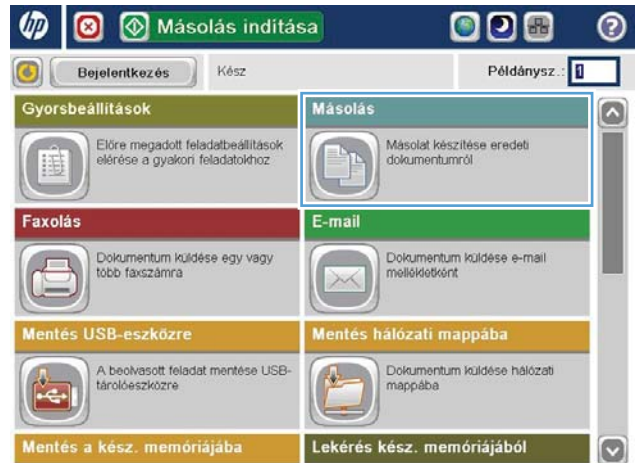 hp Másolás indítása ?
Bejelentkezés Kész Példánysz.: 1
Gyorsbeállítások
Előre megadott feladatbeállítások
elérése a gyakori feladatokhoz
Másolás
Másolat készítése eredeti
dokumentumról
Faxolás
Dokumentum küldése egy vagy
több faxszámra
E-mail
Dokumentum küldése e-mail
mellékletként
Mentés USB-eszközre
A beolvasott feladat mentése USB-
tárolóeszközre
Mentés hálózati mappába
Dokumentum küldése hálózati
mappába
Mentés a kész. memóriájába
Lekérés kész. memóriájából